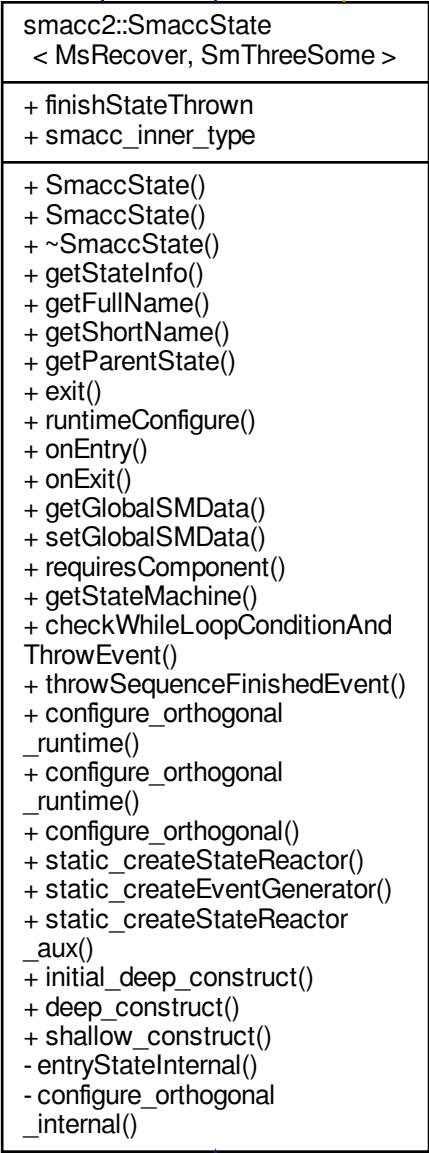 smacc2::SmaccState
< MsRecover, SmThreeSome >
+ finishStateThrown
+ smacc_inner_type
+ SmaccState()
+ SmaccState()
+ ~SmaccState()
+ getStateInfo()
+ getFullName()
+ getShortName()
+ getParentState()
+ exit()
+ runtimeConfigure()
+ onEntry()
+ onExit()
+ getGlobalSMData()
+ setGlobalSMData()
+ requiresComponent()
+ getStateMachine()
+ checkWhileLoopConditionAnd
ThrowEvent()
+ throwSequenceFinishedEvent()
+ configure_orthogonal
_runtime()
+ configure_orthogonal
_runtime()
+ configure_orthogonal()
+ static_createStateReactor()
+ static_createEventGenerator()
+ static_createStateReactor
_aux()
+ initial_deep_construct()
+ deep_construct()
+ shallow_construct()
- entryStateInternal()
- configure_orthogonal
_internal()